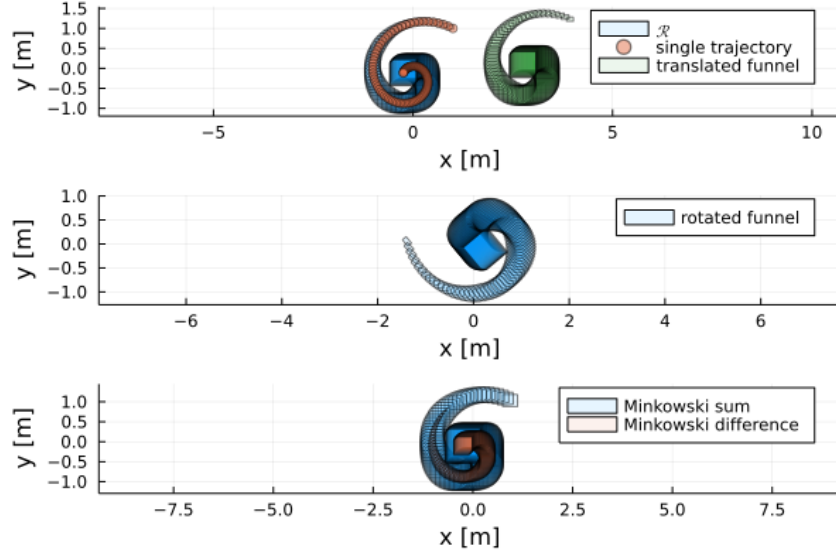 1.5
1.0
0.5
0.0
−0.5
−1.0
y [m]
ℛ
single trajectory
translated funnel
−5 0 5 10
x [m]
1.0
0.5
0.0
−0.5
−1.0
y [m]
rotated funnel
−6 −4 −2 0 2 4 6
x [m]
1.0
0.5
0.0
−0.5
−1.0
y [m]
Minkowski sum
Minkowski difference
−7.5 −5.0 −2.5 0.0 2.5 5.0 7.5
x [m]